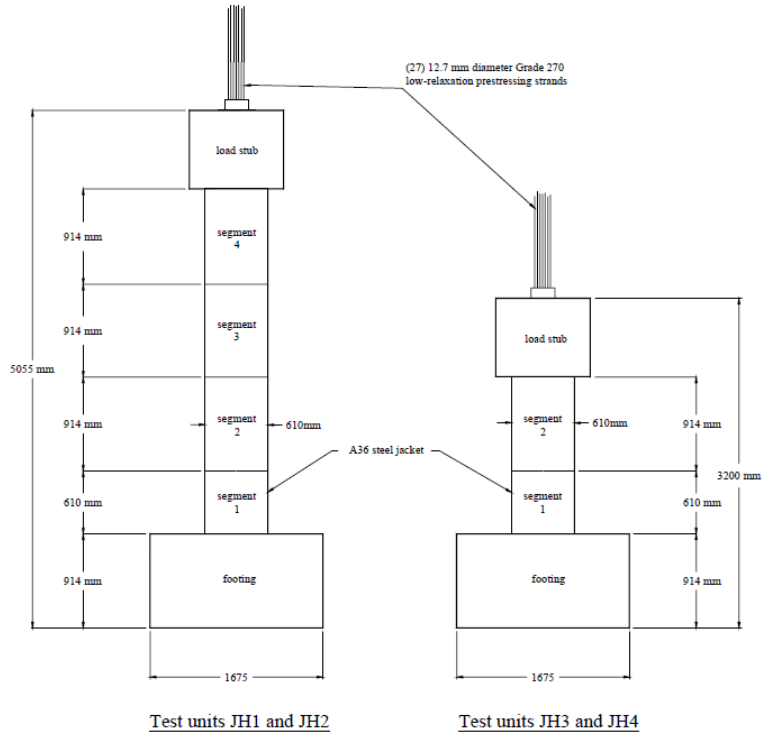 (27) 12.7 mm diameter Grade 270
low-relaxation prestressing strands
load stub
914 mm
segment
4
914 mm
segment
3
5055 mm
914 mm
segment
2
610mm
A36 steel jacket
610 mm
segment
1
914 mm
footing
1675
Test units JH1 and JH2
load stub
segment
2
610mm
914 mm
3200 mm
segment
1
610 mm
footing
914 mm
1675
Test units JH3 and JH4